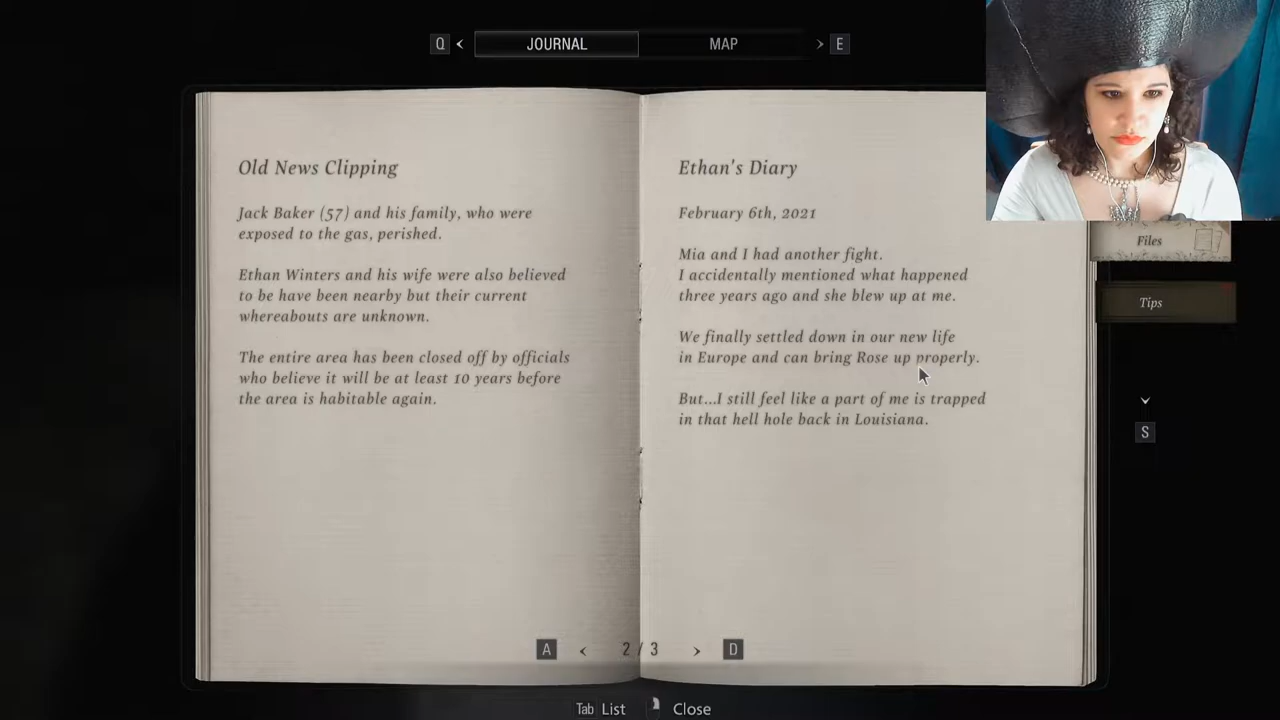 Q < JOURNAL MAP > E
Old News Clipping
Jack Baker (57) and his family, who were
exposed to the gas, perished.
Ethan Winters and his wife were also believed
to be have been nearby but their current
whereabouts are unknown.
The entire area has been closed off by officials
who believe it will be at least 10 years before
the area is habitable again.
Ethan's Diary
February 6th, 2021
Mia and I had another fight.
I accidentally mentioned what happened
three years ago and she blew up at me.
We finally settled down in our new life
in Europe and can bring Rose up properly.
But...I still feel like a part of me is trapped
in that hell hole back in Louisiana.
Files
Tips
S
A < 2 / 3 > D
Tab List Close